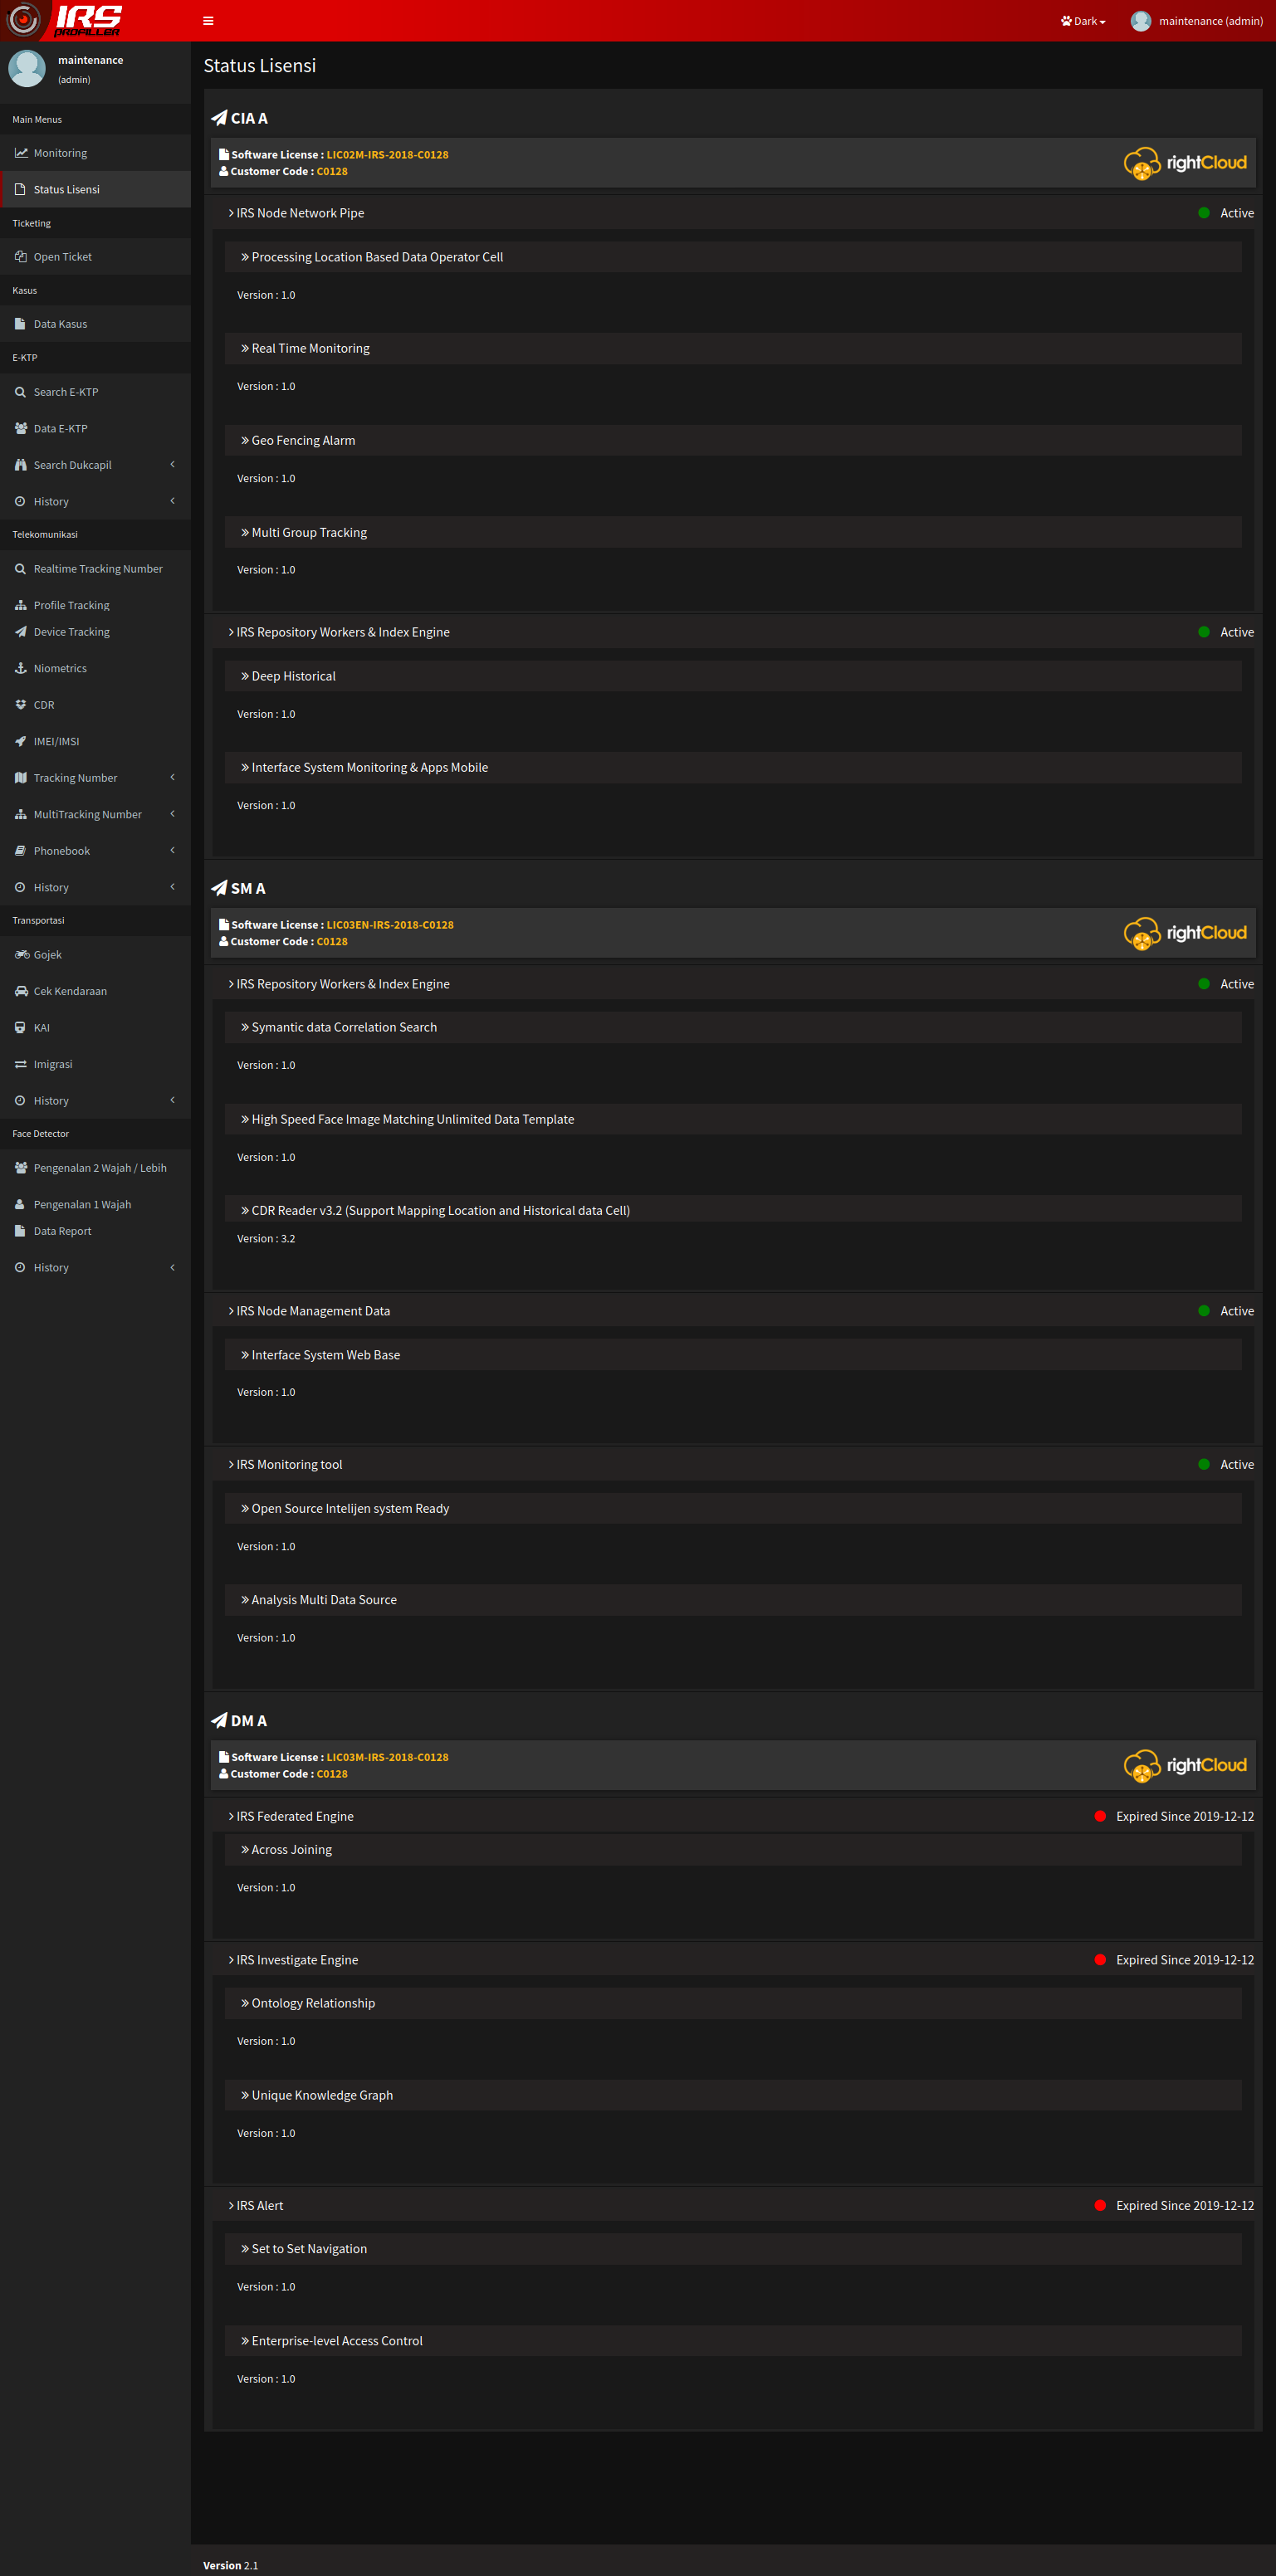 IRS
PROFILLER
Dark
maintenance (admin)
maintenance
(admin)
Main Menus
Monitoring
Status Lisensi
Ticketing
Open Ticket
Kasus
Data Kasus
E-KTP
Search E-KTP
Data E-KTP
Search Dukcapil
History
Telekomunikasi
Realtime Tracking Number
Profile Tracking
Device Tracking
Niometrics
CDR
IMEI/IMSI
Tracking Number
MultiTracking Number
Phonebook
History
Transportasi
Gojek
Cek Kendaraan
KAI
Imigrasi
History
Face Detector
Pengenalan 2 Wajah / Lebih
Pengenalan 1 Wajah
Data Report
History
Status Lisensi
CIA A
Software License : LIC02M-IRS-2018-C0128
Customer Code : C0128
rightCloud
IRS Node Network Pipe
Active
Processing Location Based Data Operator Cell
Version : 1.0
Real Time Monitoring
Version : 1.0
Geo Fencing Alarm
Version : 1.0
Multi Group Tracking
Version : 1.0
IRS Repository Workers & Index Engine
Active
Deep Historical
Version : 1.0
Interface System Monitoring & Apps Mobile
Version : 1.0
SM A
Software License : LIC03EN-IRS-2018-C0128
Customer Code : C0128
rightCloud
IRS Repository Workers & Index Engine
Active
Symantic data Correlation Search
Version : 1.0
High Speed Face Image Matching Unlimited Data Template
Version : 1.0
CDR Reader v3.2 (Support Mapping Location and Historical data Cell)
Version : 3.2
IRS Node Management Data
Active
Interface System Web Base
Version : 1.0
IRS Monitoring tool
Active
Open Source Intelijen system Ready
Version : 1.0
Analysis Multi Data Source
Version : 1.0
DM A
Software License : LIC03M-IRS-2018-C0128
Customer Code : C0128
rightCloud
IRS Federated Engine
Expired Since 2019-12-12
Across Joining
Version : 1.0
IRS Investigate Engine
Expired Since 2019-12-12
Ontology Relationship
Version : 1.0
Unique Knowledge Graph
Version : 1.0
IRS Alert
Expired Since 2019-12-12
Set to Set Navigation
Version : 1.0
Enterprise-level Access Control
Version : 1.0
Version 2.1